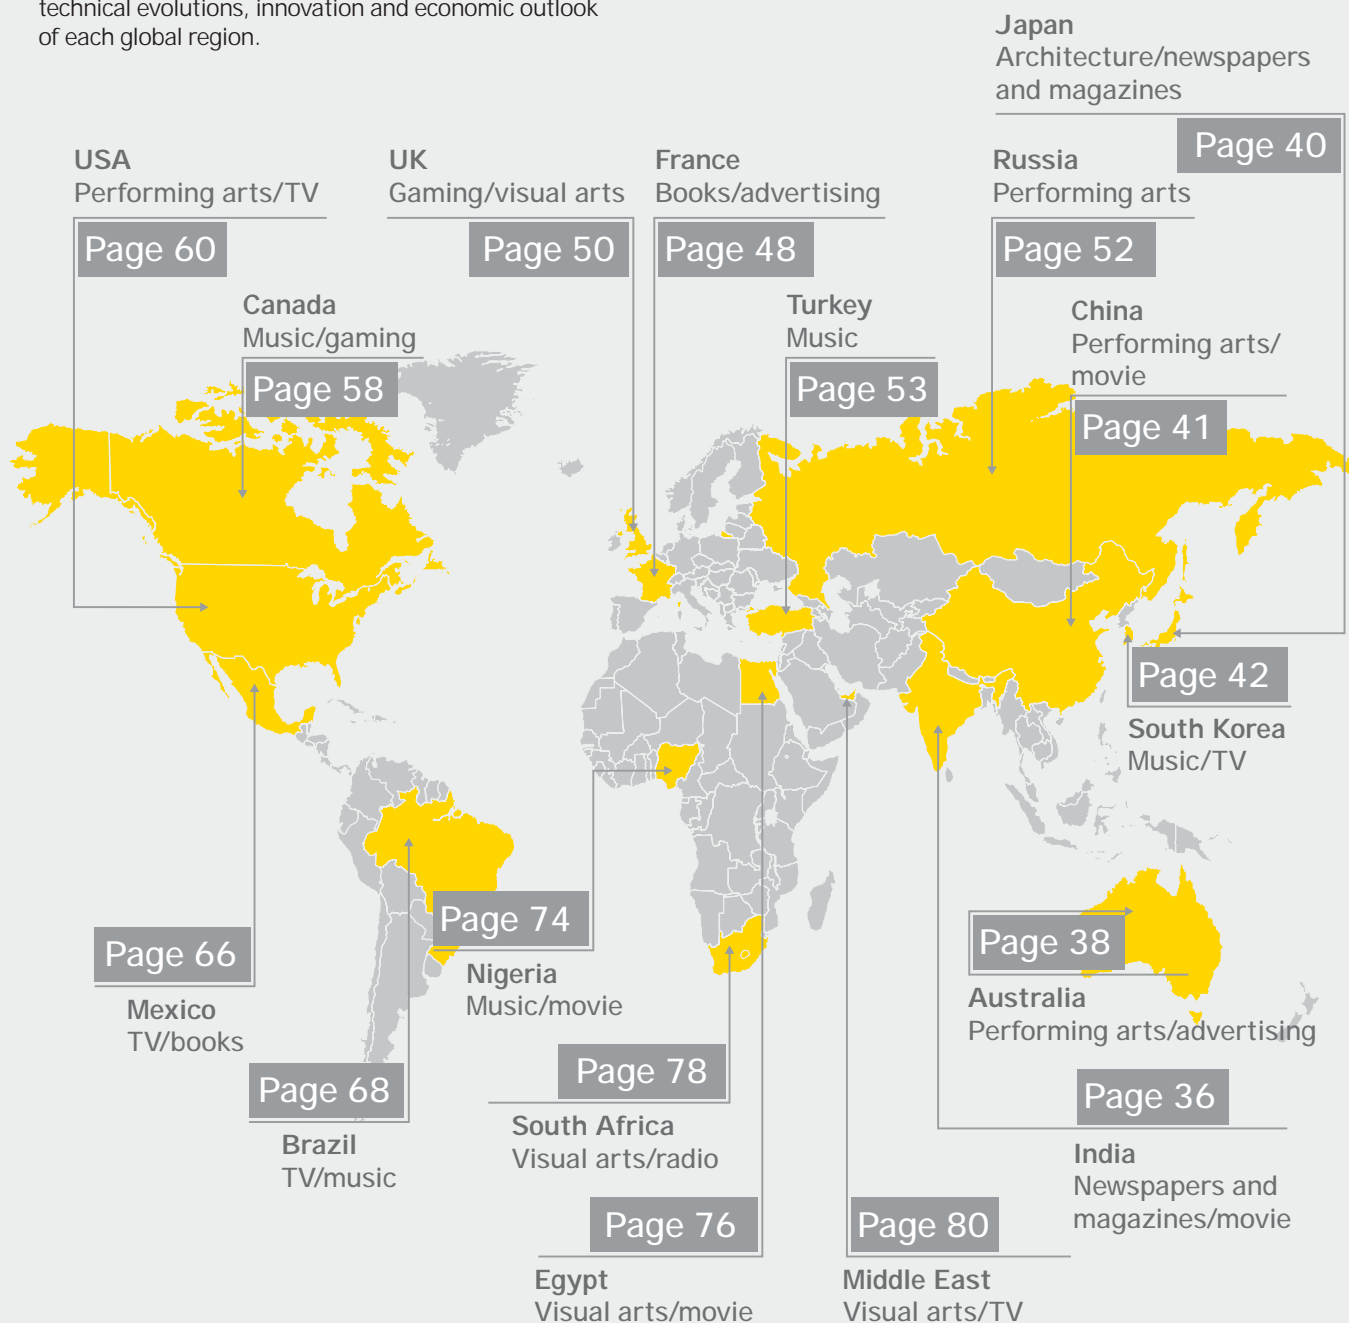 technical evolutions, innovation and economic outlook
of each global region.
Japan
Architecture/newspapers
and magazines
Page 40
USA
Performing arts/TV
Page 60
UK
Gaming/visual arts
Page 50
France
Books/advertising
Page 48
Russia
Performing arts
Page 52
Canada
Music/gaming
Page 58
Turkey
Music
Page 53
China
Performing arts/
movie
Page 41
Page 42
South Korea
Music/TV
Page 66
Mexico
TV/books
Page 68
Brazil
TV/music
Page 74
Nigeria
Music/movie
Page 38
Australia
Performing arts/advertising
Page 78
South Africa
Visual arts/radio
Page 36
India
Newspapers and
magazines/movie
Page 76
Egypt
Visual arts/movie
Page 80
Middle East
Visual arts/TV